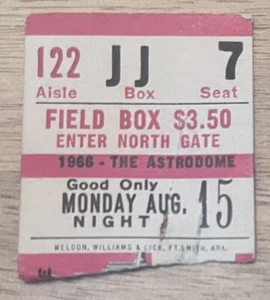 122 JJ 7
Aisle Box Seat
FIELD BOX $3.50
ENTER NORTH GATE
1966 - THE ASTRODOME
Good Only
MONDAY AUG. 15
NIGHT
WELDON, WILLIAMS & LICK, FT. SMITH, ARK.